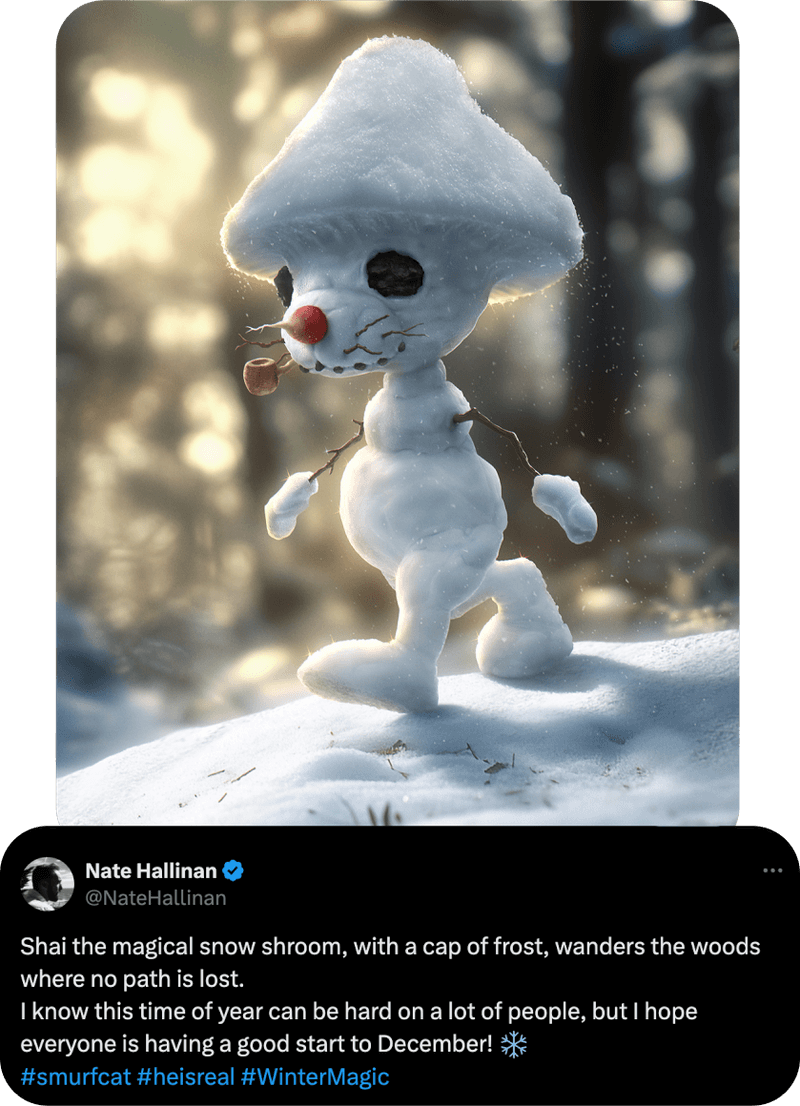 Nate Hallinan
@NateHallinan
Shai the magical snow shroom, with a cap of frost, wanders the woods
where no path is lost.
I know this time of year can be hard on a lot of people, but I hope
everyone is having a good start to December! ❄️
#smurfcat #heisreal #WinterMagic